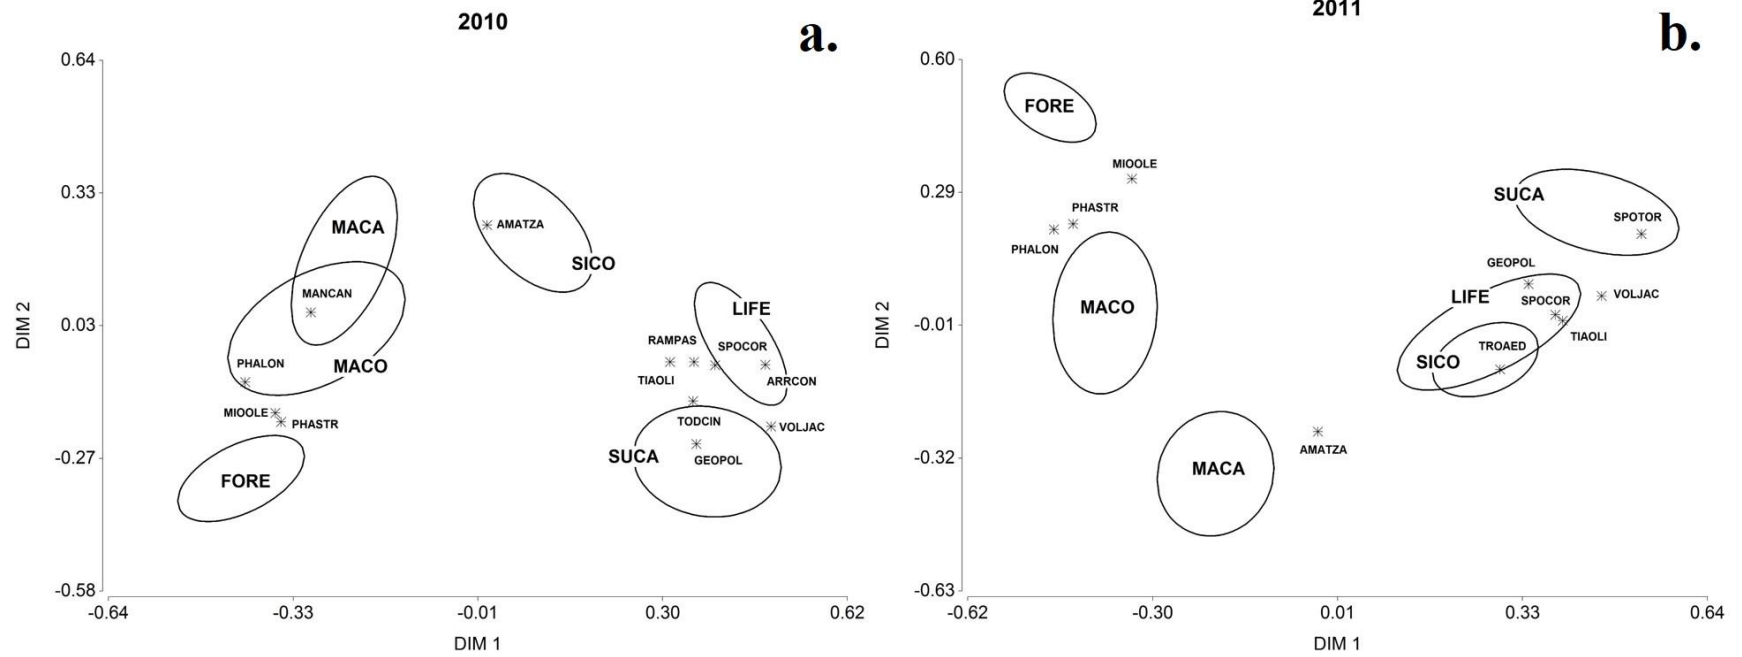 2010
a.
0.64
0.33
0.03
-0.27
-0.58
DIM 2
MACA
MANCAN
MACO
PHALON
MIOOLE
PHASTR
FORE
AMATZA
SICO
LIFE
RAMPAS
SPOCOR
TIAOLI
ARRCON
TODCIN
VOLJAC
SUCA
GEOPOL
-0.64
-0.33
-0.01
0.30
0.62
DIM 1
2011
b.
0.60
0.29
-0.01
-0.32
-0.63
DIM 2
FORE
MIOOLE
PHASTR
PHALON
MACO
MACA
AMATZA
SUCA
SPOTOR
GEOPOL
LIFE
SPOCOR
VOLJAC
TIAOLI
TROAED
SICO
-0.62
-0.30
0.01
0.33
0.64
DIM 1